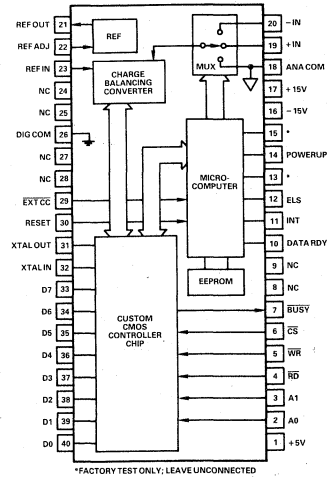 REF OUT 21
REF ADJ 22
REF IN 23
NC 24
NC 25
DIG COM 26
NC 27
NC 28
EXT CC 29
RESET 30
XTAL OUT 31
XTAL IN 32
D7 33
D6 34
D5 35
D4 36
D3 37
D2 38
D1 39
D0 40
REF
CHARGE
BALANCING
CONVERTER
MUX
MICRO-
COMPUTER
EEPROM
CUSTOM
CMOS
CONTROLLER
CHIP
20 −IN
19 +IN
18 ANA COM
17 +15V
16 −15V
15 *
14 POWERUP
13 *
12 ELS
11 INT
10 DATA RDY
9 NC
8 NC
7 BUSY
6 CS
5 WR
4 RD
3 A1
2 A0
1 +5V
*FACTORY TEST ONLY; LEAVE UNCONNECTED